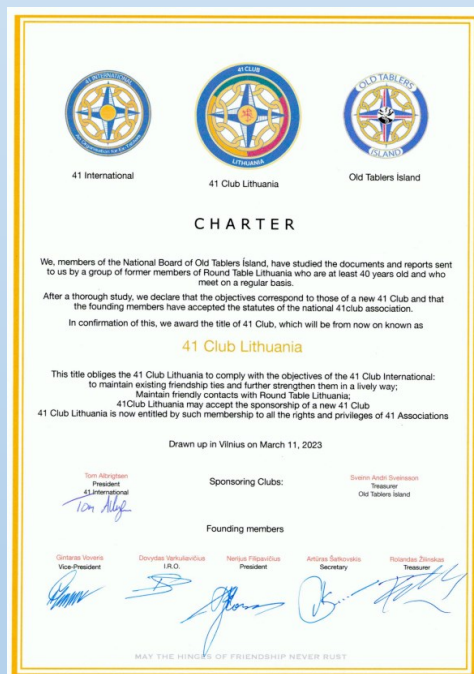 41 INTERNATIONAL
41 CLUB
LITHUANIA
OLD TABLERS
ISLAND
41 International
41 Club Lithuania
Old Tablers Island
CHARTER
We, members of the National Board of Old Tablers Ísland, have studied the documents and reports sent
to us by a group of former members of Round Table Lithuania who are at least 40 years old and who
meet on a regular basis.
After a thorough study, we declare that the objectives correspond to those of a new 41 Club and that
the founding members have accepted the statutes of the national 41club association.
In confirmation of this, we award the title of 41 Club, which will be from now on known as
41 Club Lithuania
This title obliges the 41 Club Lithuania to comply with the objectives of the 41 Club International:
to maintain existing friendship ties and further strengthen them in a lively way;
Maintain friendly contacts with Round Table Lithuania;
41Club Lithuania may accept the sponsorship of a new 41 Club
41 Club Lithuania is now entitled by such membership to all the rights and privileges of 41 Associations
Drawn up in Vilnius on March 11, 2023
Tom Albrigtsen
President
41 International
Sponsoring Clubs:
Sveinn Andri Sveinsson
Treasurer
Old Tablers Island
Founding members
Gintaras Voveris
Vice-President
Dovydas Varkulevičius
I.R.O.
Nerijus Filipavičius
President
Artūras Šatkovskis
Secretary
Rolandas Žilinskas
Treasurer
MAY THE HINGES OF FRIENDSHIP NEVER RUST